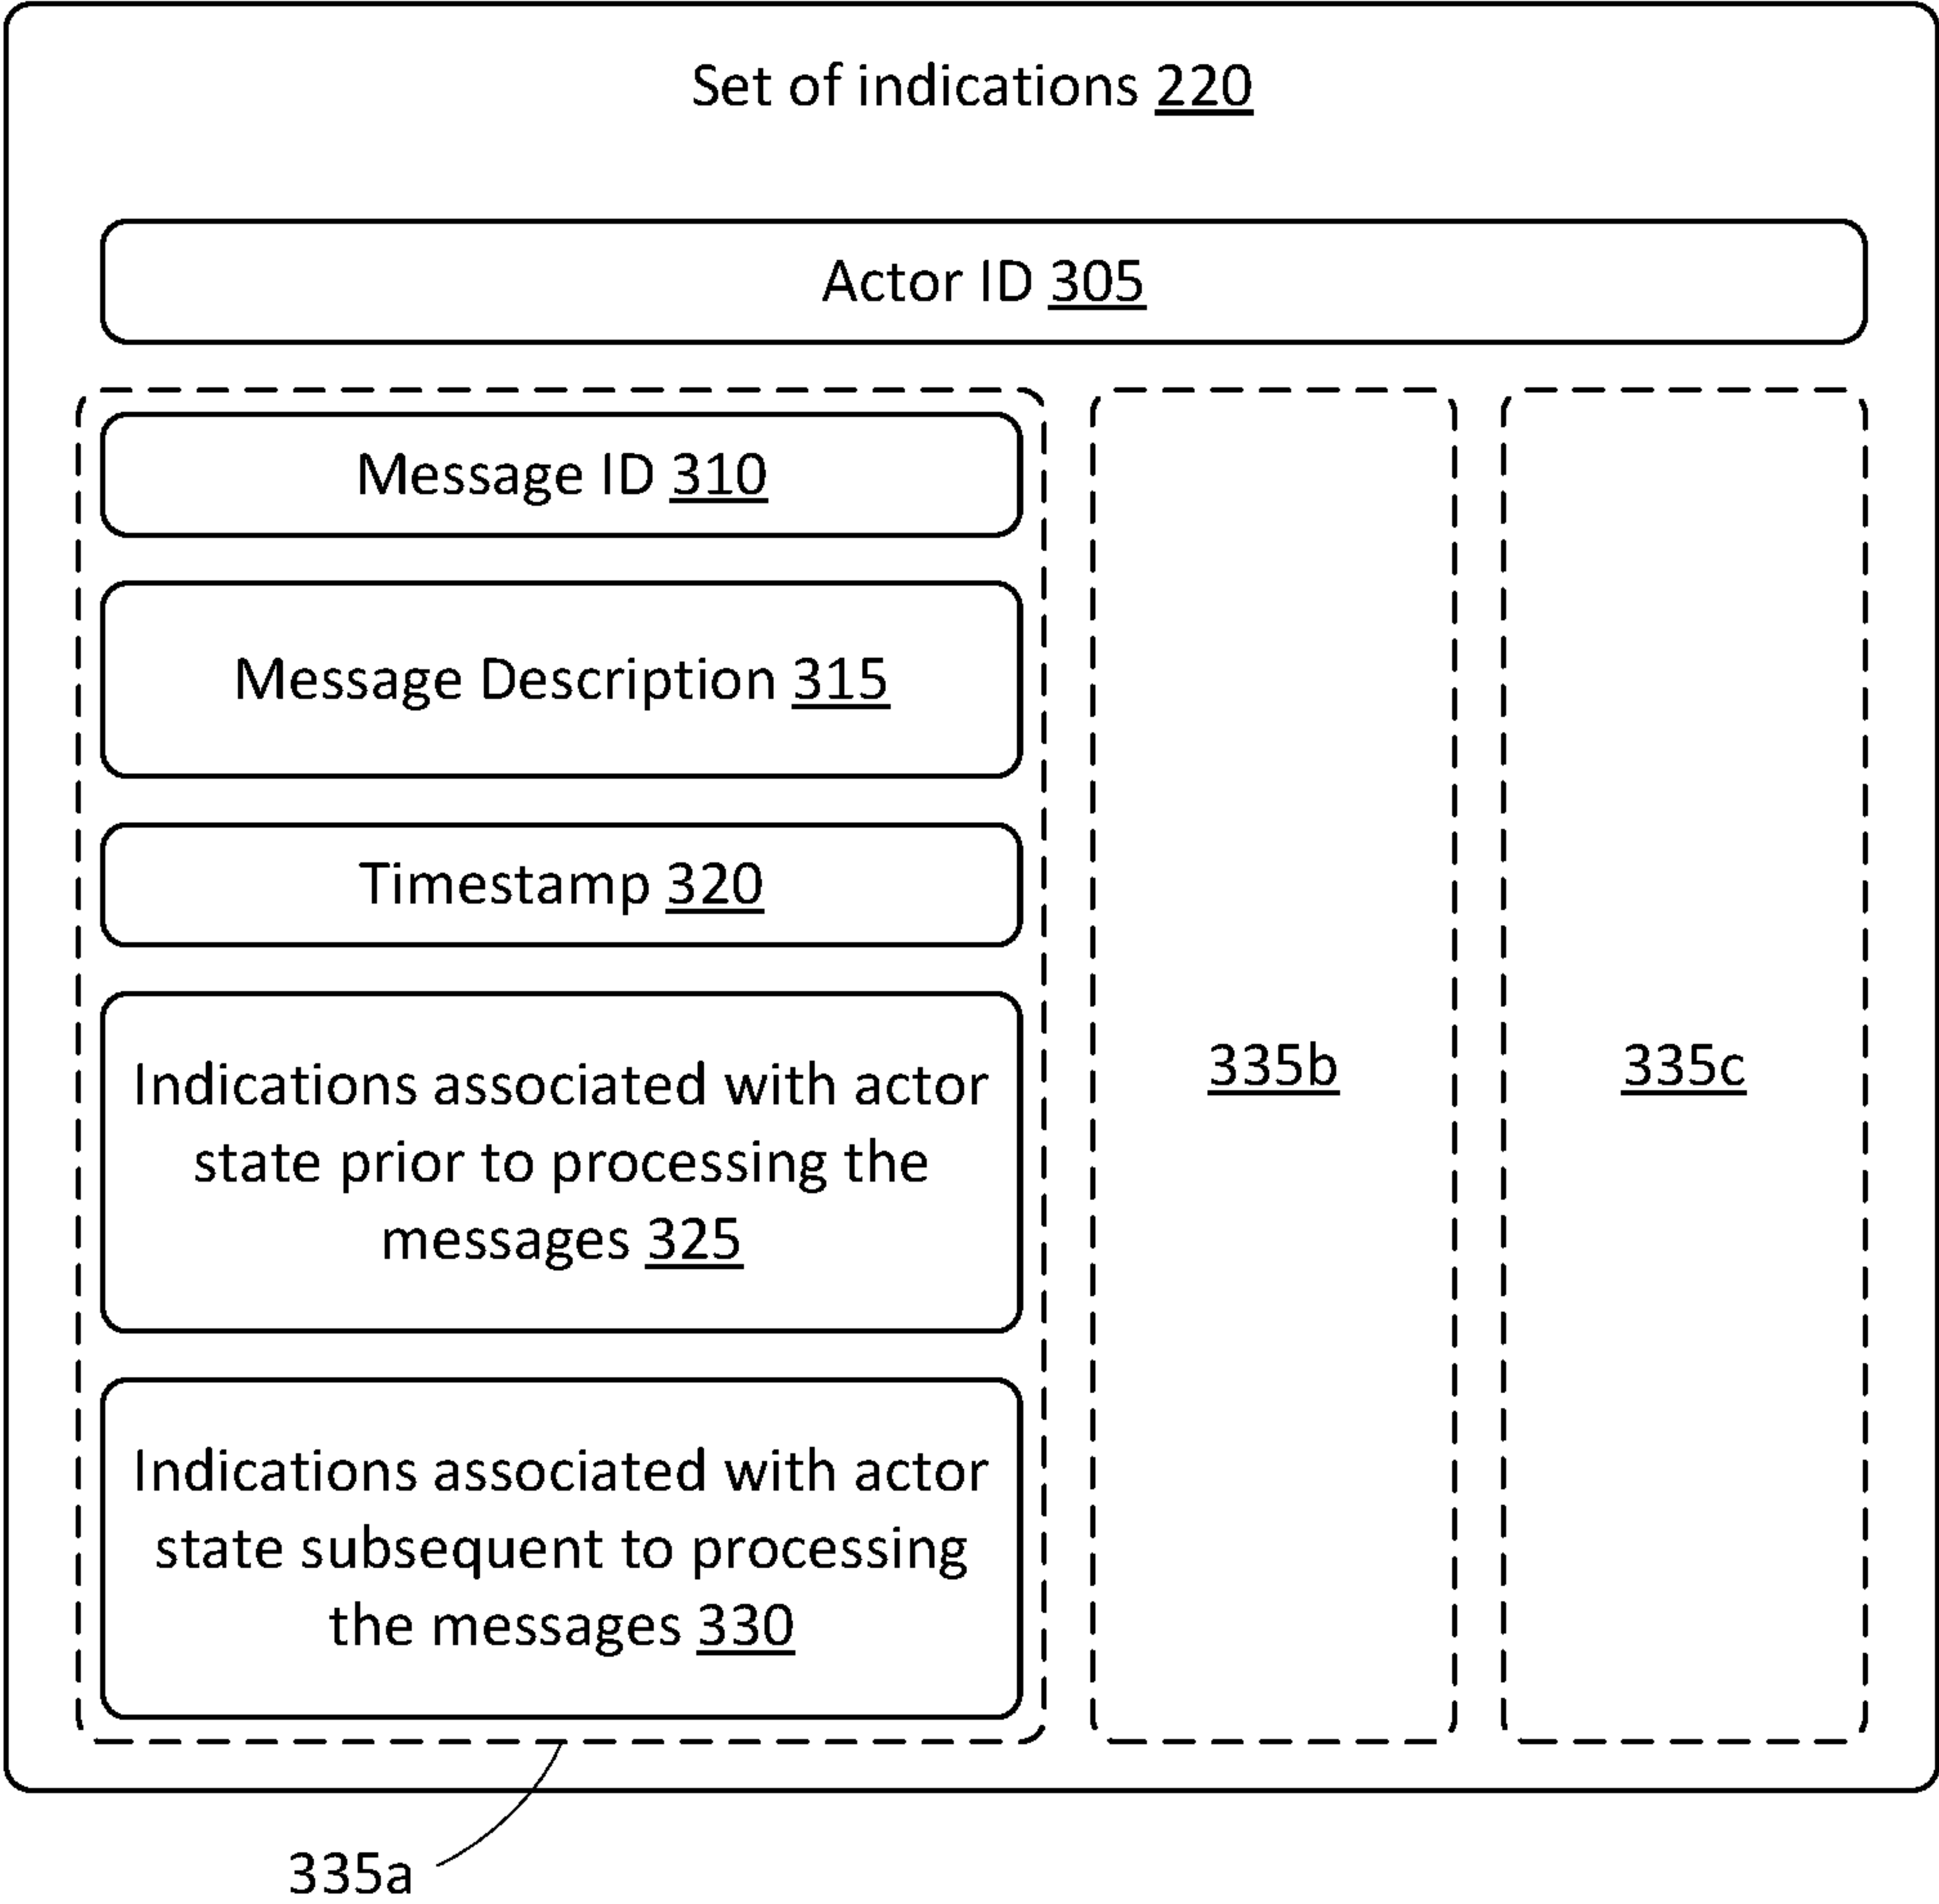 Set of indications 220
Actor ID 305
Message ID 310
Message Description 315
Timestamp 320
Indications associated with actor
state prior to processing the
messages 325
Indications associated with actor
state subsequent to processing
the messages 330
335b
335c
335a